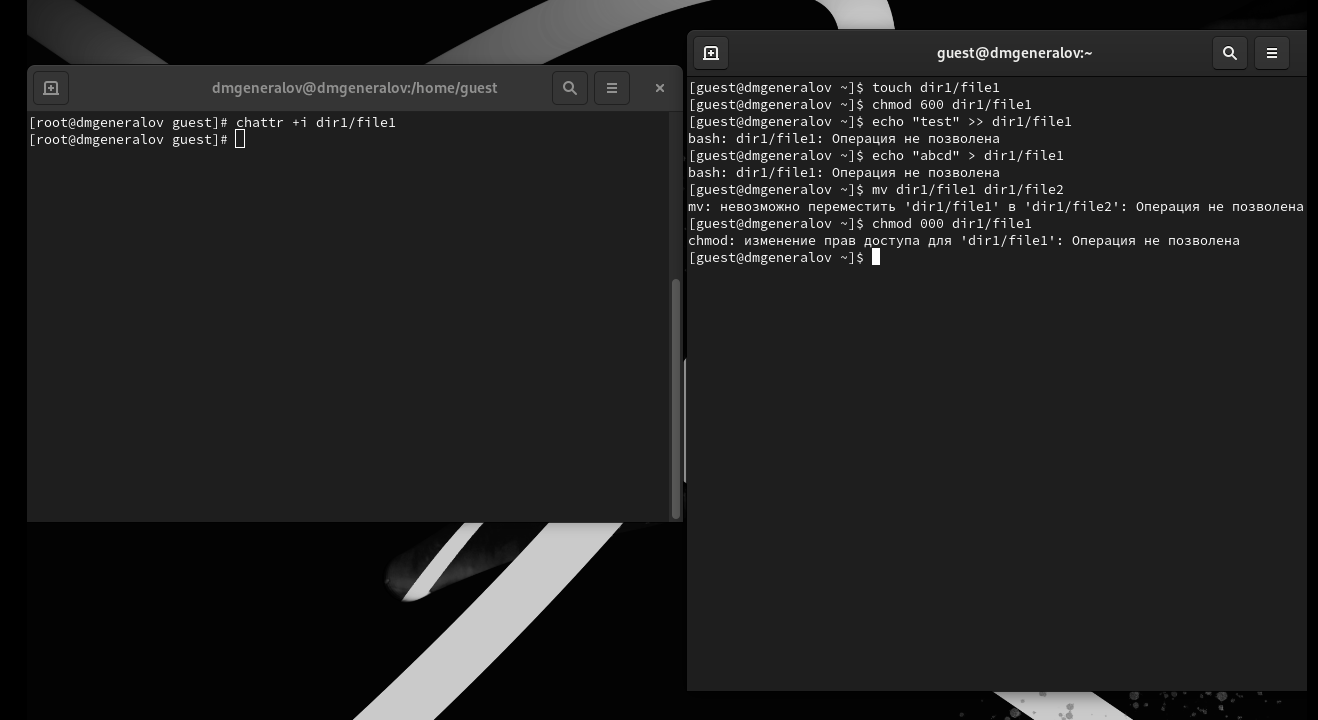 dmgeneralov@dmgeneralov:/home/guest
[root@dmgeneralov guest]# chattr +i dir1/file1
[root@dmgeneralov guest]#
guest@dmgeneralov:~
[guest@dmgeneralov ~]$ touch dir1/file1
[guest@dmgeneralov ~]$ chmod 600 dir1/file1
[guest@dmgeneralov ~]$ echo "test" >> dir1/file1
bash: dir1/file1: Операция не позволена
[guest@dmgeneralov ~]$ echo "abcd" > dir1/file1
bash: dir1/file1: Операция не позволена
[guest@dmgeneralov ~]$ mv dir1/file1 dir1/file2
mv: невозможно переместить 'dir1/file1' в 'dir1/file2': Операция не позволена
[guest@dmgeneralov ~]$ chmod 000 dir1/file1
chmod: изменение прав доступа для 'dir1/file1': Операция не позволена
[guest@dmgeneralov ~]$